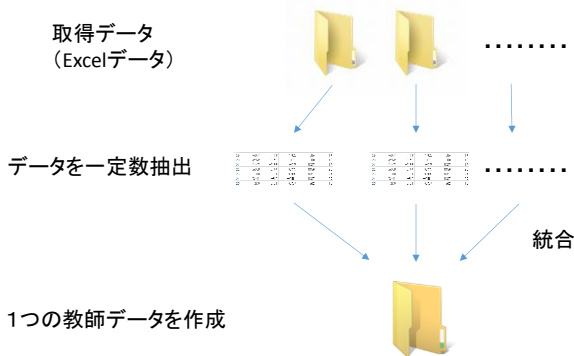 取得データ
（Excelデータ）
・・・・・・・・
データを一定数抽出
・・・・・・・・
統合
１つの教師データを作成